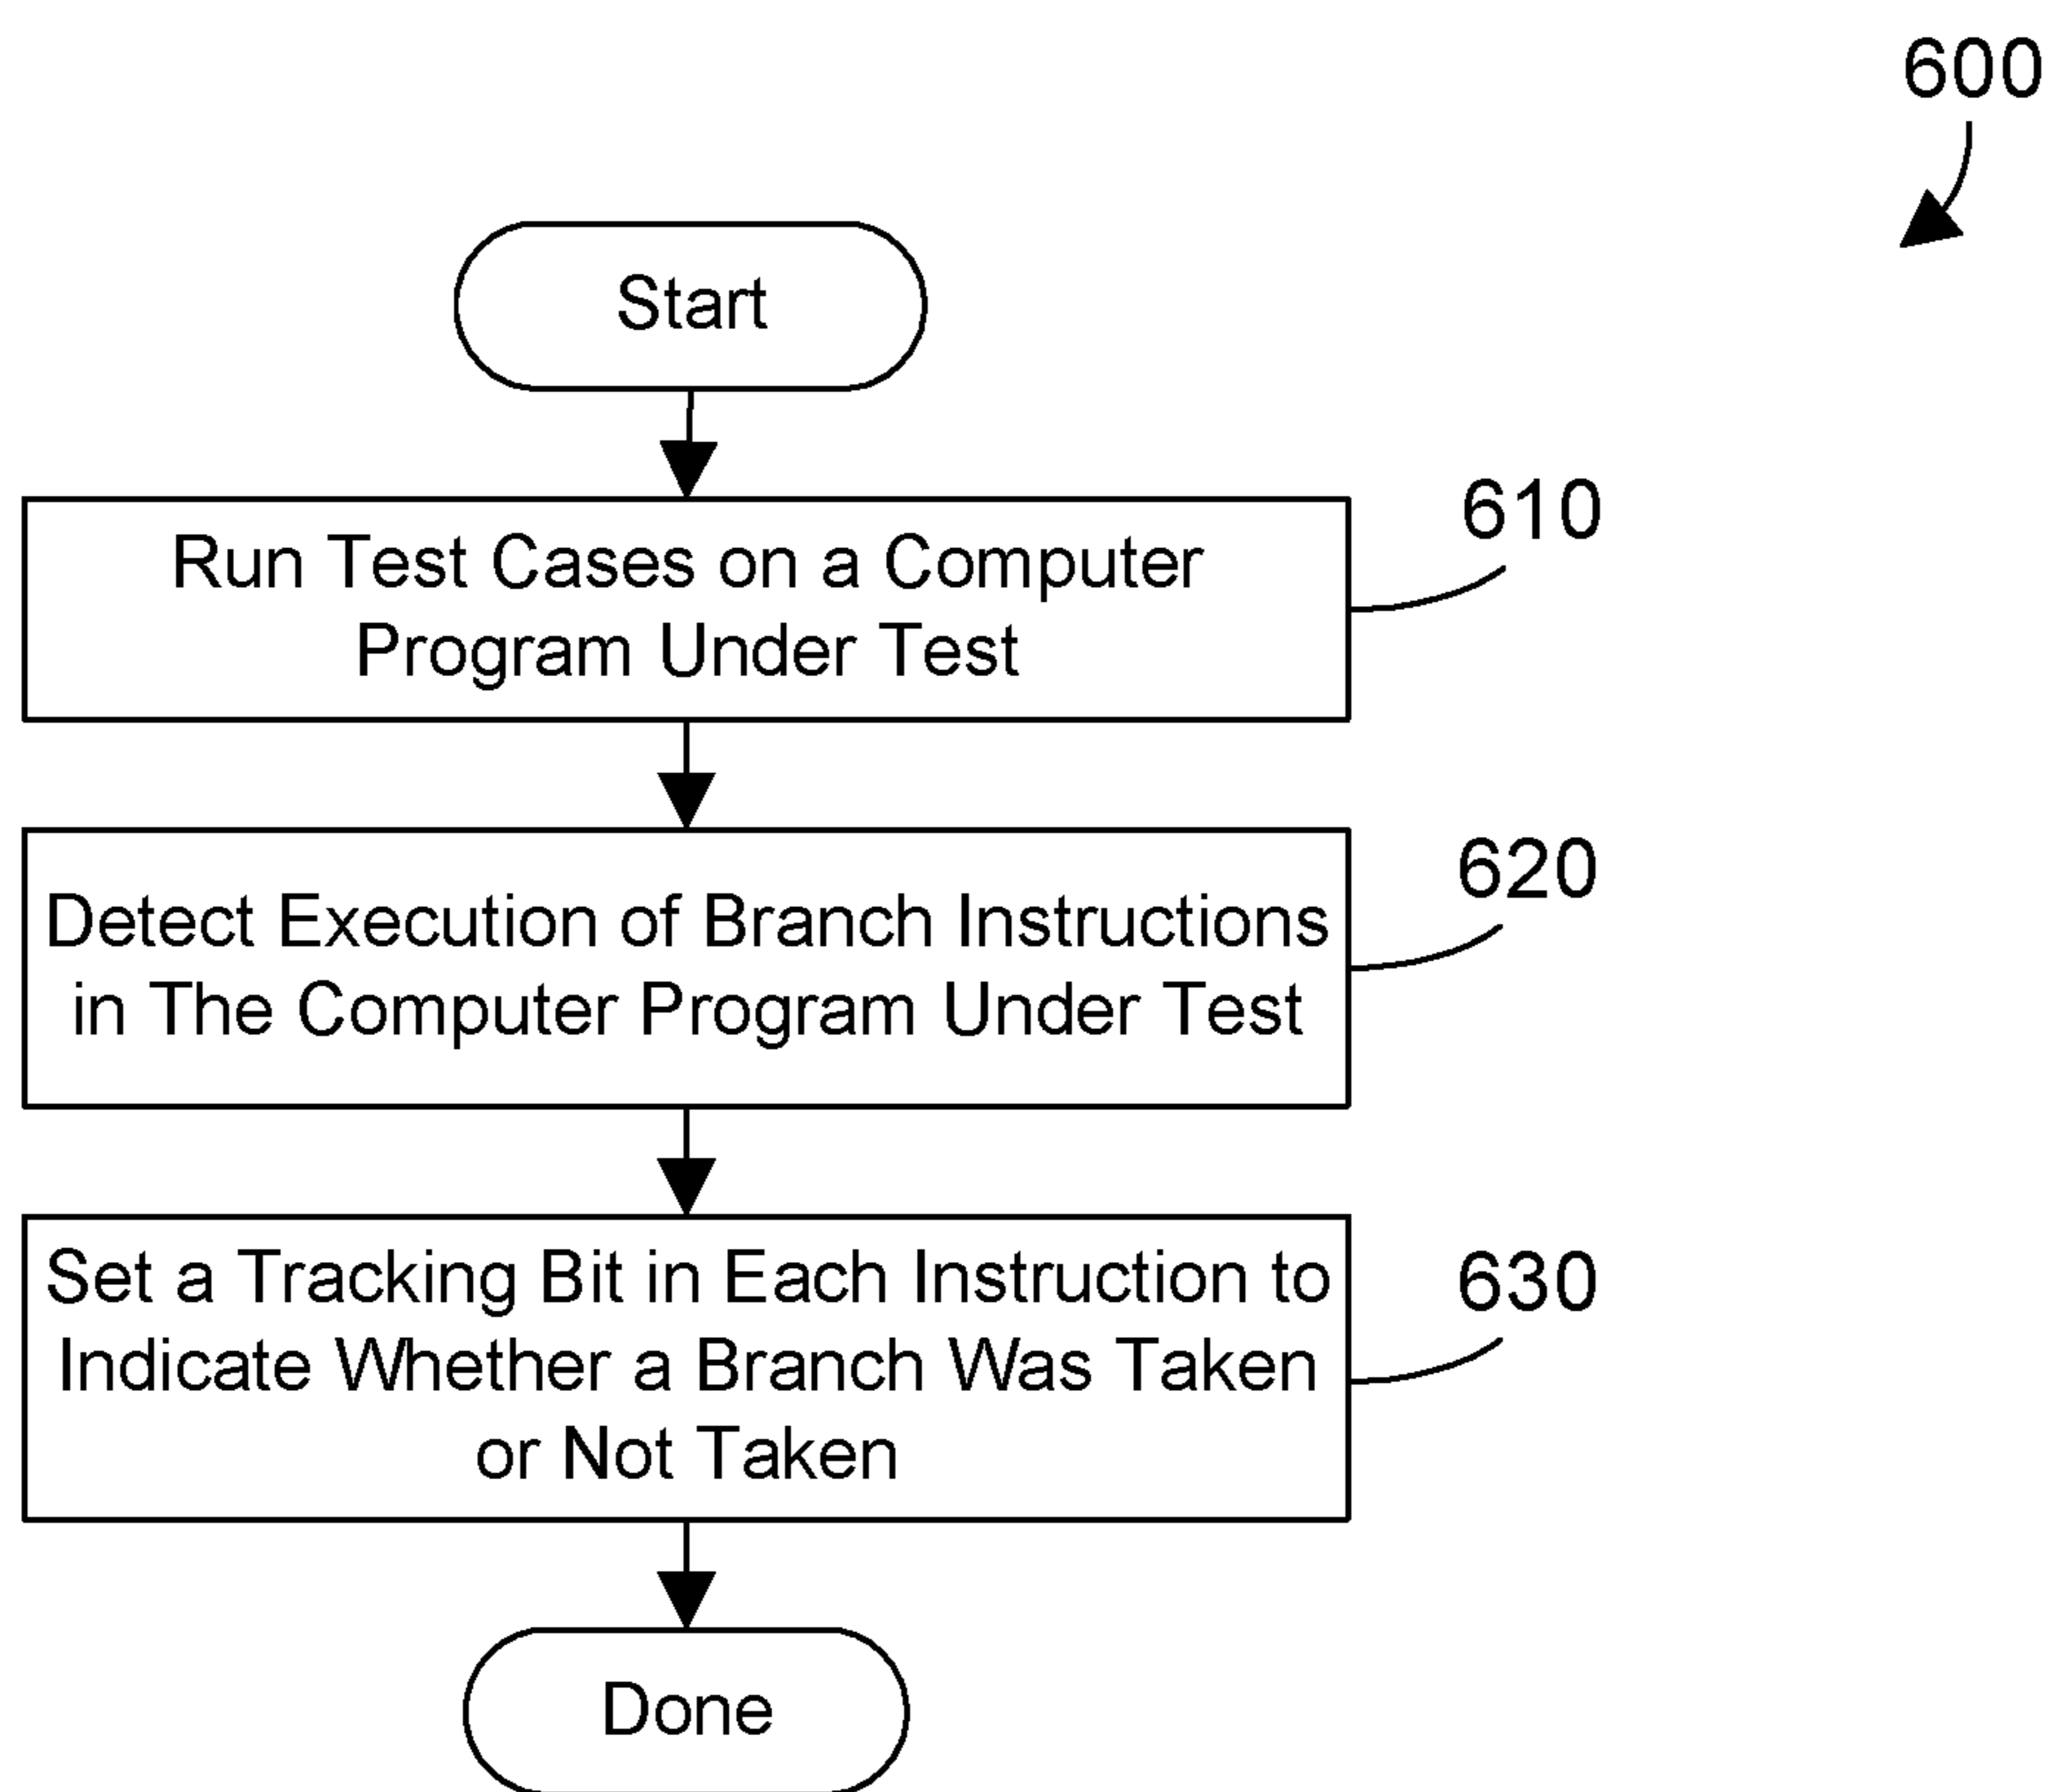 600
Start
Run Test Cases on a Computer
Program Under Test
610
Detect Execution of Branch Instructions
in The Computer Program Under Test
620
Set a Tracking Bit in Each Instruction to
Indicate Whether a Branch Was Taken
or Not Taken
630
Done